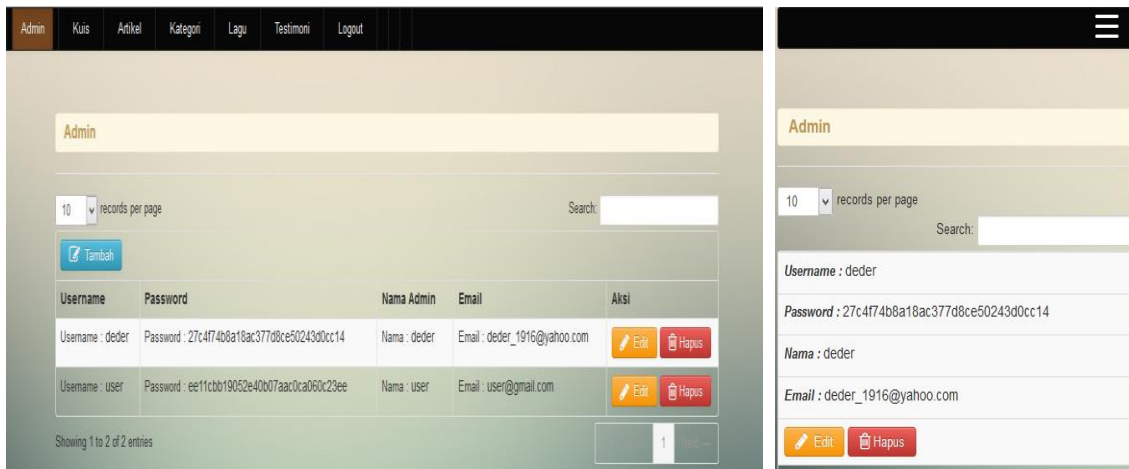 Admin Kuis Artikel Kategori Lagu Testimoni Logout
Admin
10 records per page Search:
Tambah
Username Password Nama Admin Email Aksi
Username : deder Password : 27c4f74b8a18ac377d8ce50243d0cc14 Nama : deder Email : deder_1916@yahoo.com Edit Hapus
Username : user Password : ee11cbb19052e40b07aac0ca060c23ee Nama : user Email : user@gmail.com Edit Hapus
Showing 1 to 2 of 2 entries 1
Admin
10 records per page
Search:
Username : deder
Password : 27c4f74b8a18ac377d8ce50243d0cc14
Nama : deder
Email : deder_1916@yahoo.com
Edit Hapus